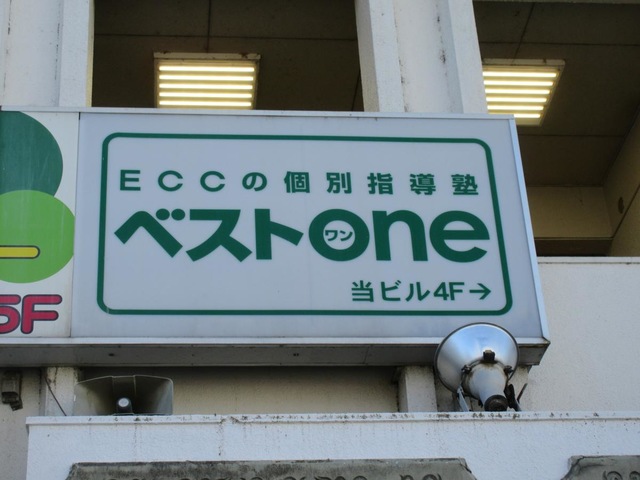 ECCの個別指導塾
ベストone
ワン
当ビル4F→
5F